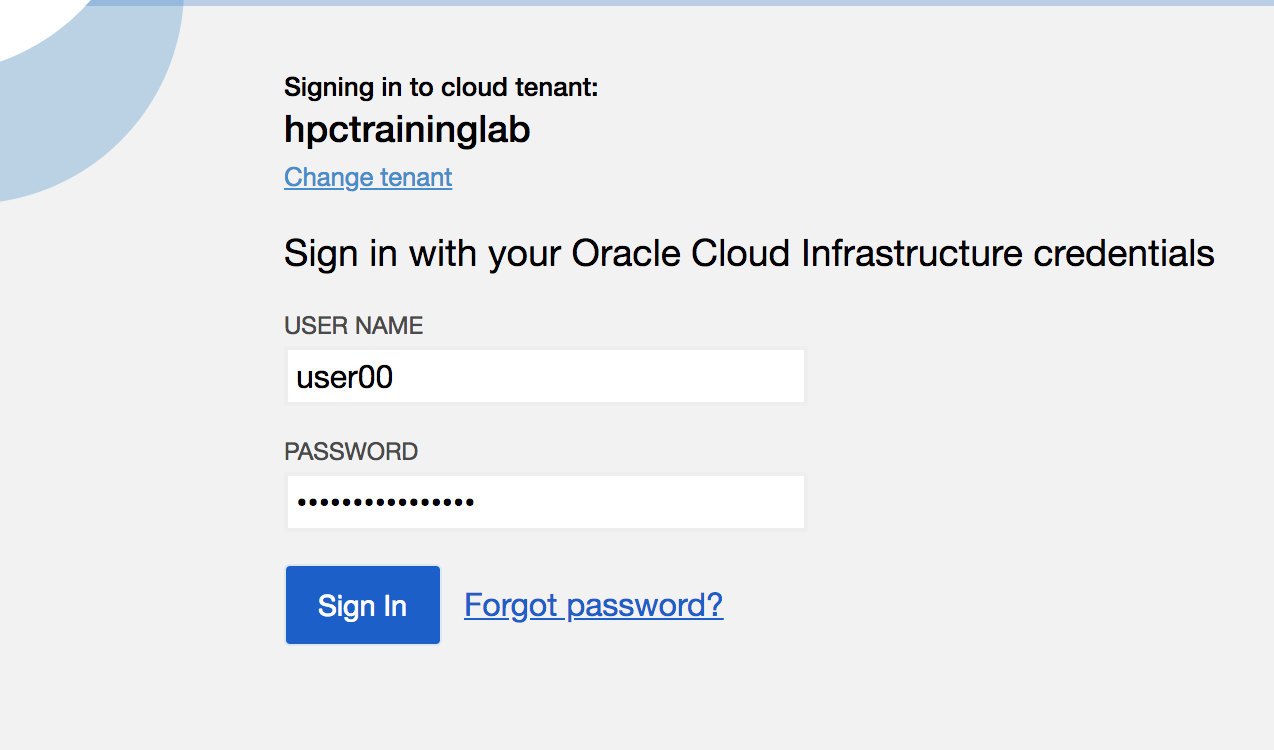 Signing in to cloud tenant:
hpctraininglab
Change tenant
Sign in with your Oracle Cloud Infrastructure credentials
USER NAME
user00
PASSWORD
••••••••••••••••
Sign In
Forgot password?